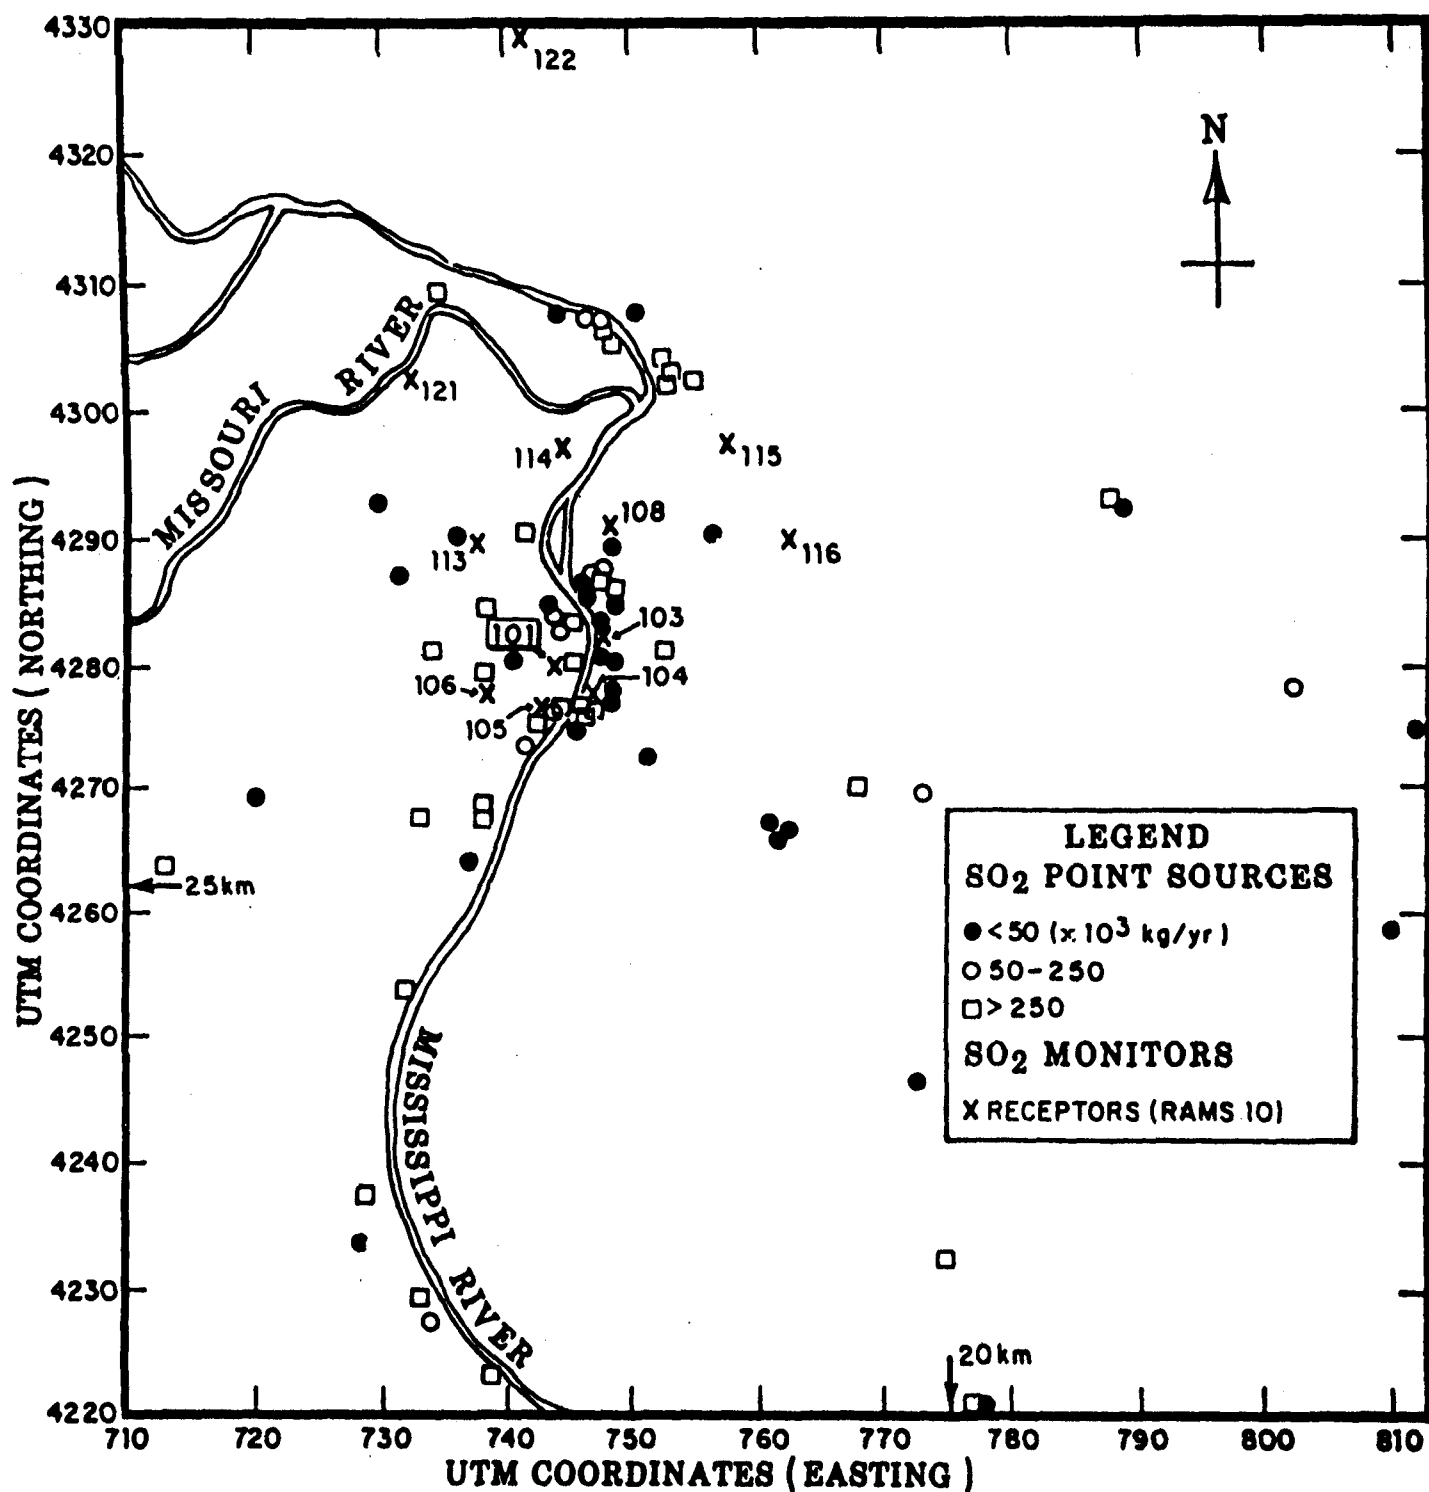 4330
122
N
4320
4310
MISSOURI RIVER
121
4300
114
115
108
4290
113
116
101
103
4280
106
104
105
4270
25km
4260
4250
4240
4230
4220
MISSISSIPPI RIVER
LEGEND
SO2 POINT SOURCES
<50 (x 10³ kg/yr)
50-250
>250
SO2 MONITORS
X RECEPTORS (RAMS 10)
20km
710 720 730 740 750 760 770 780 790 800 810
UTM COORDINATES (EASTING)
UTM COORDINATES (NORTHING)